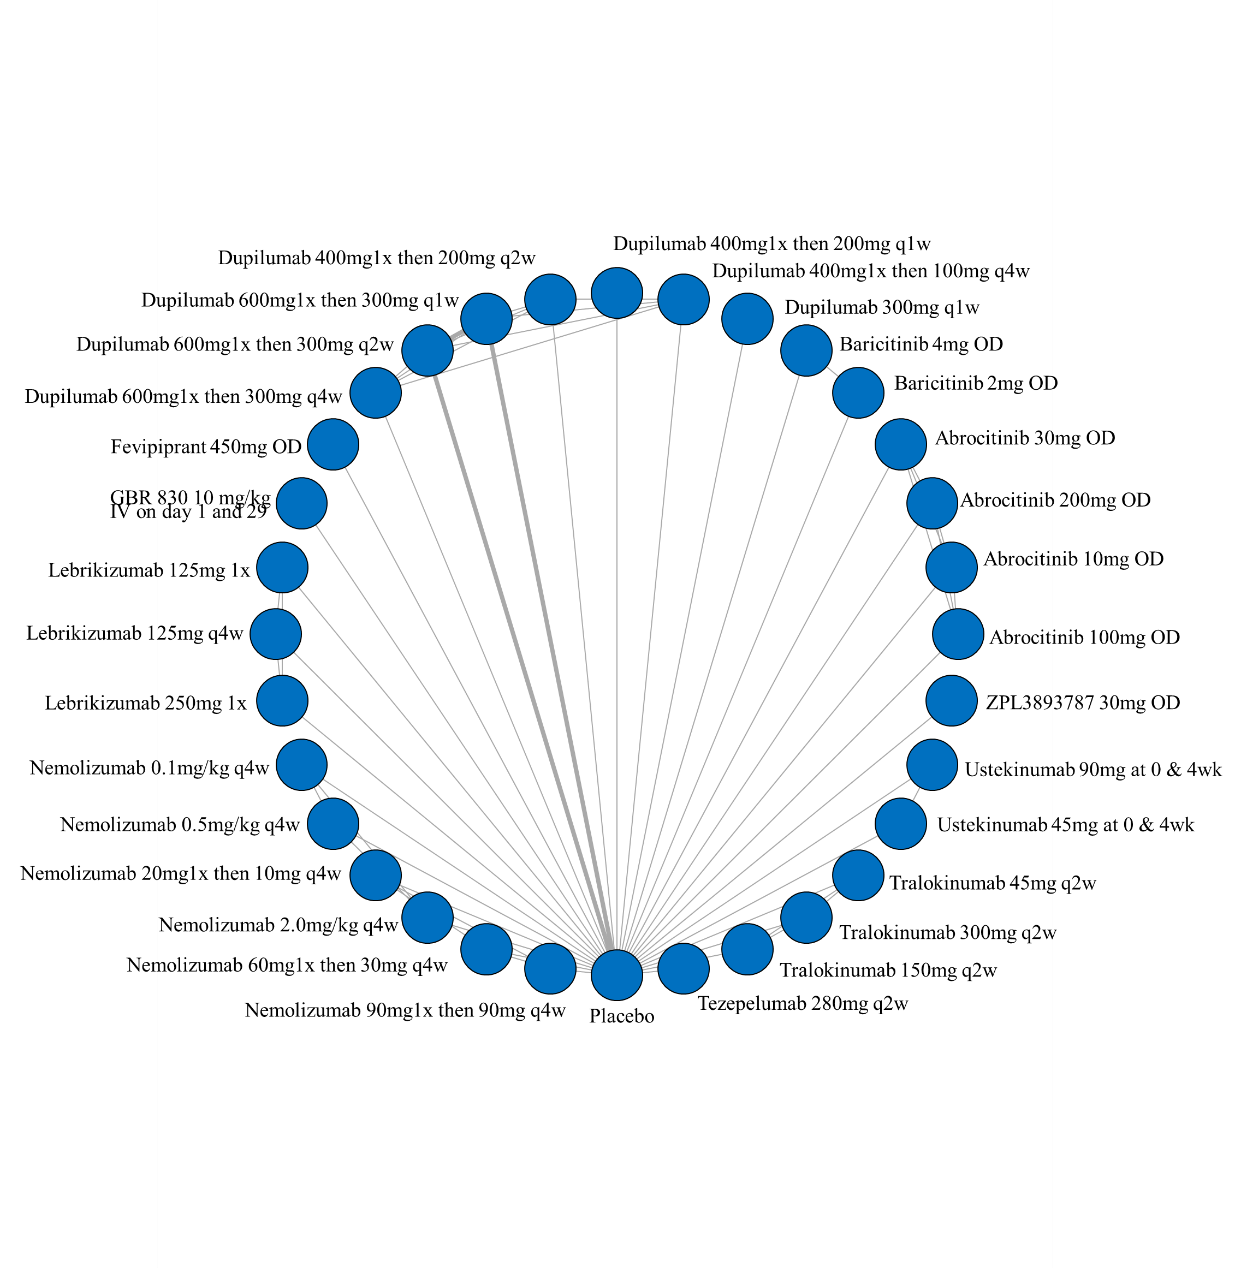 Dupilumab 400mg1x then 200mg q1w
Dupilumab 400mg1x then 200mg q2w
Dupilumab 400mg1x then 100mg q4w
Dupilumab 600mg1x then 300mg q1w
Dupilumab 300mg q1w
Dupilumab 600mg1x then 300mg q2w
Baricitinib 4mg OD
Baricitinib 2mg OD
Dupilumab 600mg1x then 300mg q4w
Abrocitinib 30mg OD
Fevipiprant 450mg OD
GBR 830 10 mg/kg
IV on day 1 and 29
Abrocitinib 200mg OD
Abrocitinib 10mg OD
Lebrikizumab 125mg 1x
Lebrikizumab 125mg q4w
Abrocitinib 100mg OD
Lebrikizumab 250mg 1x
ZPL3893787 30mg OD
Nemolizumab 0.1mg/kg q4w
Ustekinumab 90mg at 0 & 4wk
Nemolizumab 0.5mg/kg q4w
Ustekinumab 45mg at 0 & 4wk
Nemolizumab 20mg1x then 10mg q4w
Tralokinumab 45mg q2w
Nemolizumab 2.0mg/kg q4w
Tralokinumab 300mg q2w
Nemolizumab 60mg1x then 30mg q4w
Tralokinumab 150mg q2w
Nemolizumab 90mg1x then 90mg q4w
Tezepelumab 280mg q2w
Placebo